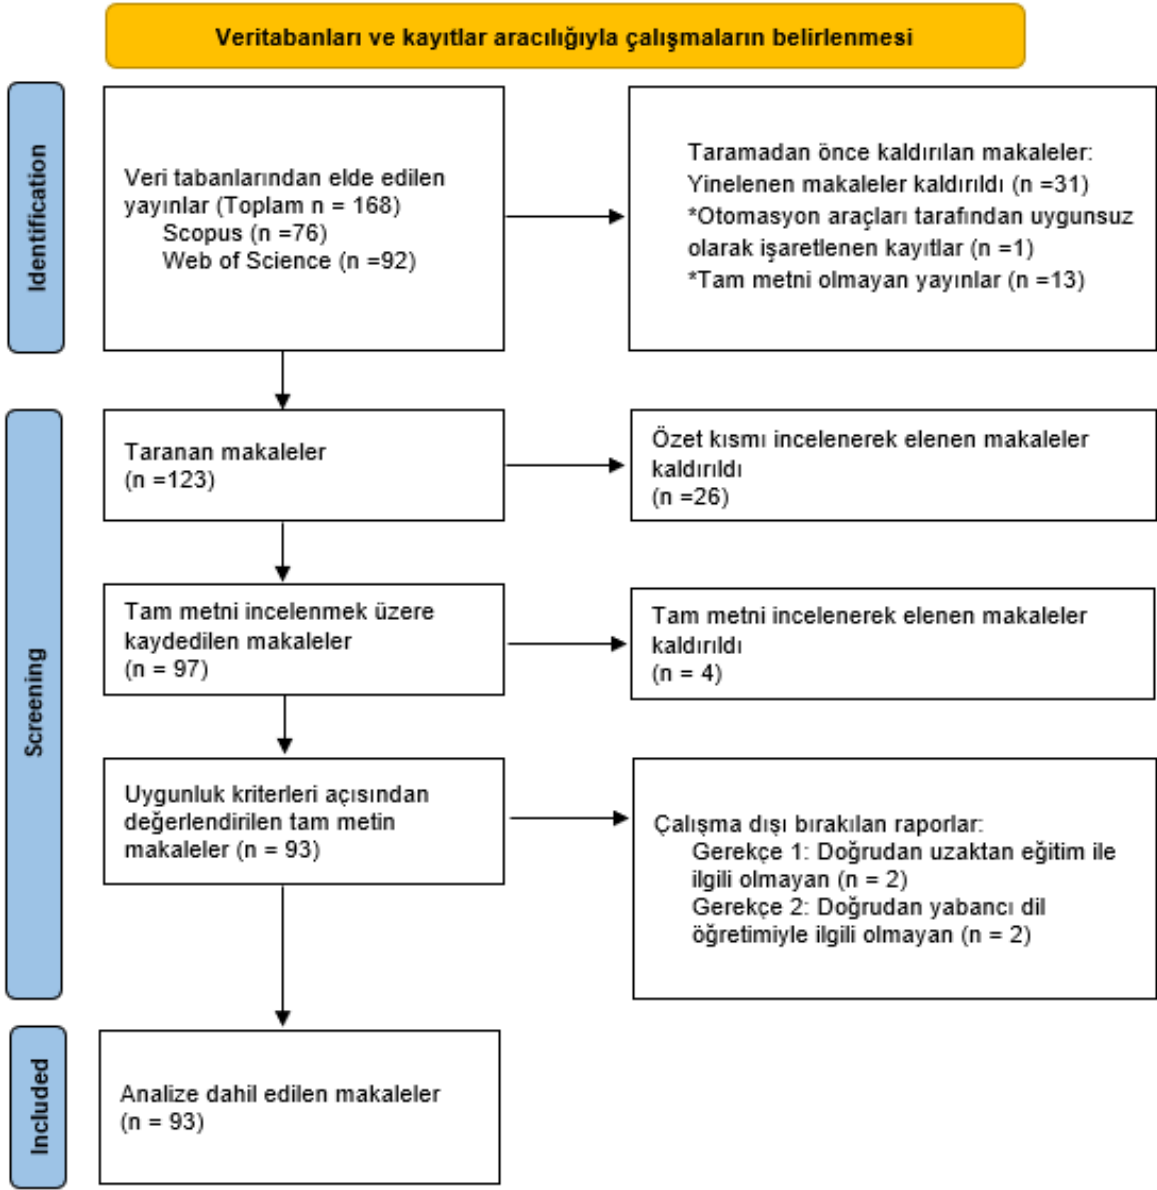 Veritabanları ve kayıtlar aracılığıyla çalışmaların belirlenmesi
Identification
Veri tabanlarından elde edilen
yayınlar (Toplam n = 168)
Scopus (n =76)
Web of Science (n =92)
Taramadan önce kaldırılan makaleler:
Yinelenen makaleler kaldırıldı (n =31)
*Otomasyon araçları tarafından uygunsuz
olarak işaretlenen kayıtlar (n =1)
*Tam metni olmayan yayınlar (n =13)
Screening
Taranan makaleler
(n =123)
Özet kısmı incelenerek elenen makaleler
kaldırıldı
(n =26)
Tam metni incelenmek üzere
kaydedilen makaleler
(n = 97)
Tam metni incelenerek elenen makaleler
kaldırıldı
(n = 4)
Uygunluk kriterleri açısından
değerlendirilen tam metin
makaleler (n = 93)
Çalışma dışı bırakılan raporlar:
Gerekçe 1: Doğrudan uzaktan eğitim ile
ilgili olmayan (n = 2)
Gerekçe 2: Doğrudan yabancı dil
öğretimiyle ilgili olmayan (n = 2)
Included
Analize dahil edilen makaleler
(n = 93)